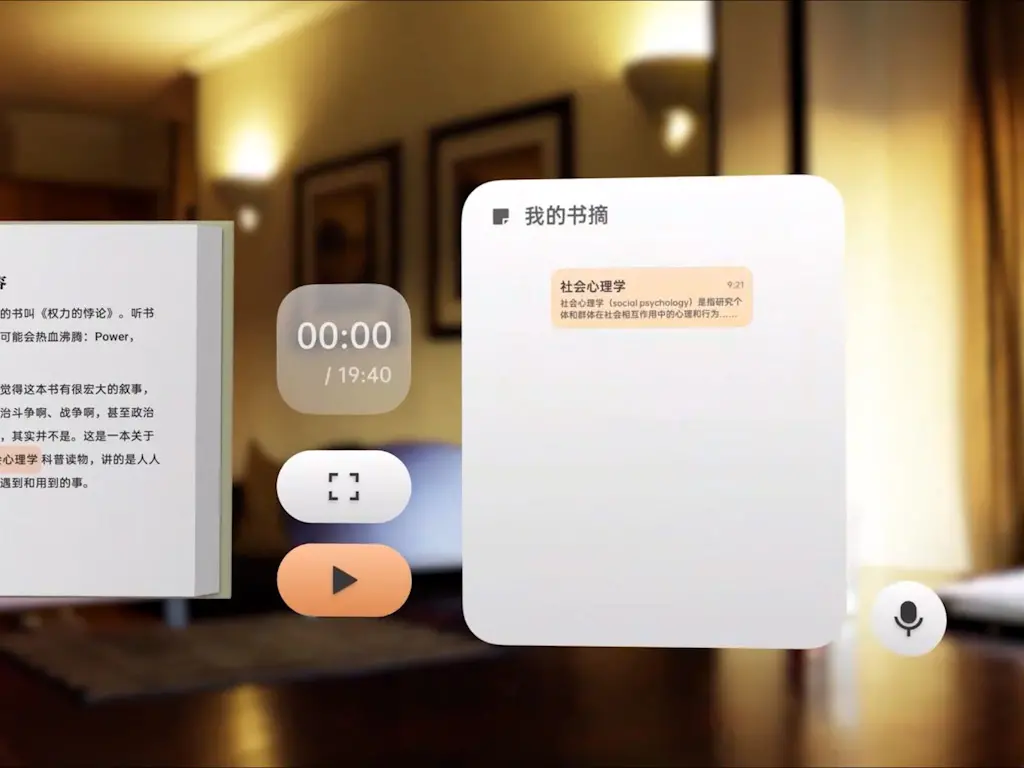 的书叫《权力的悖论》。听书
可能会热血沸腾：Power，
觉得这本书有很宏大的叙事，
治斗争啊、战争啊，甚至政治
，其实并不是。这是一本关于
心理学科普读物，讲的是人人
遇到和用到的事。
00:00
/ 19:40
我的书摘
社会心理学
9:21
社会心理学（social psychology）是指研究个
体和群体在社会相互作用中的心理和行为……